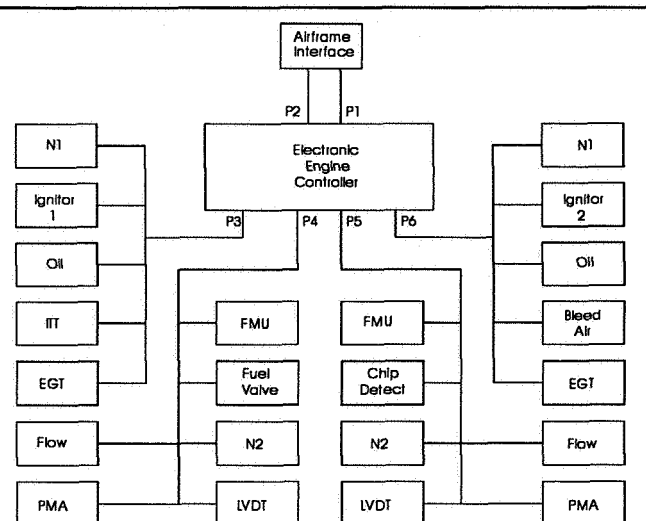 Airframe
Interface
P2
P1
N1
Electronic
Engine
Controller
N1
Ignitor
1
Ignitor
2
P3
P4
P5
P6
Oil
Oil
ITT
FMU
FMU
Bleed
Air
EGT
Fuel
Valve
Chip
Detect
EGT
Flow
N2
N2
Flow
PMA
LVDT
LVDT
PMA